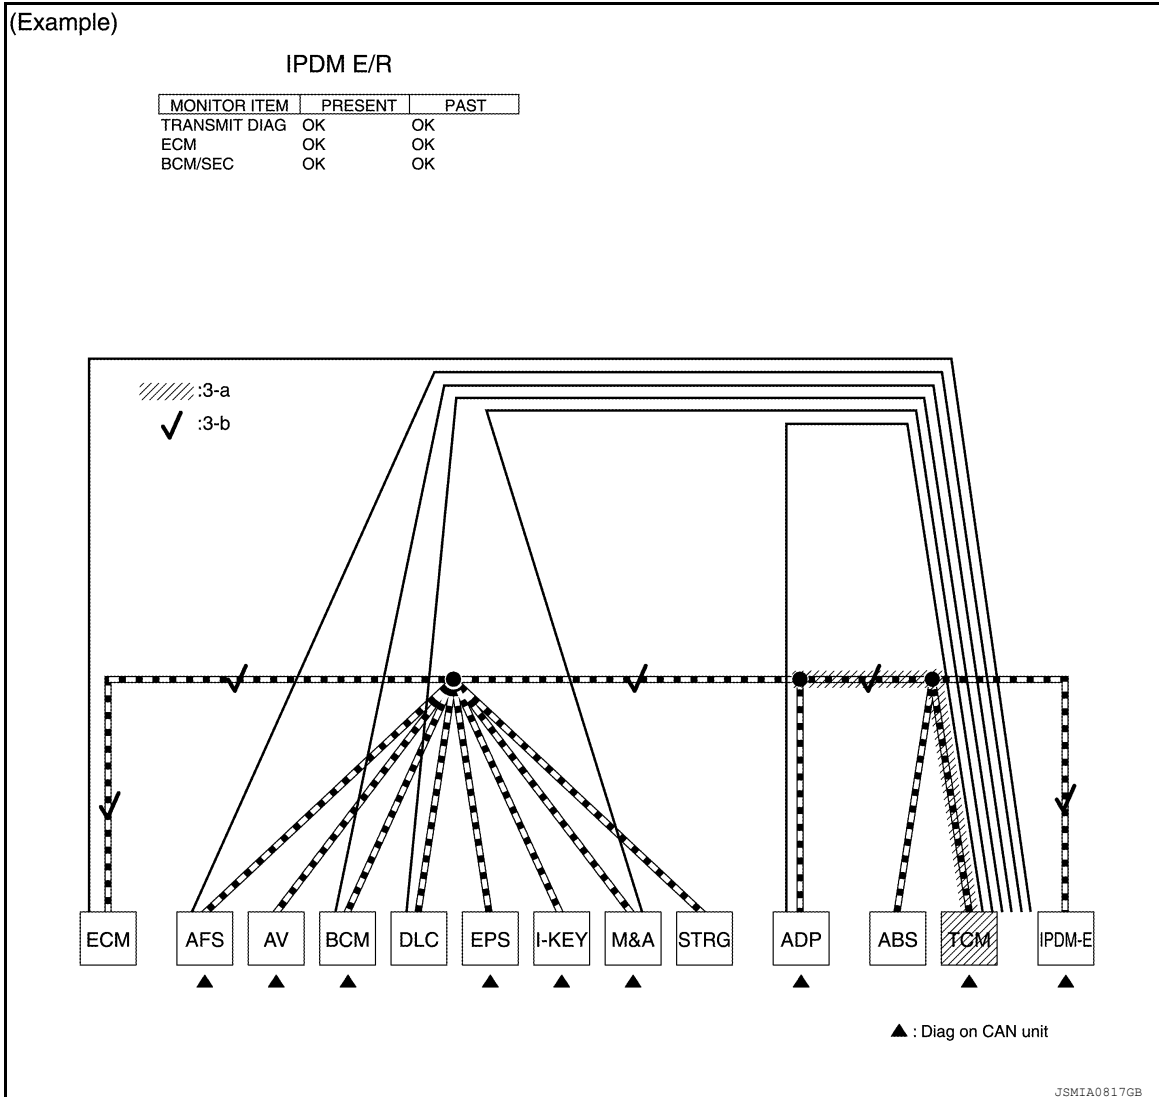 (Example)
IPDM E/R
MONITOR ITEM PRESENT PAST
TRANSMIT DIAG OK OK
ECM OK OK
BCM/SEC OK OK
:3-a
:3-b
ECM AFS AV BCM DLC EPS I-KEY M&A STRG ADP ABS TCM IPDM-E
▲ : Diag on CAN unit
JSMIA0817GB